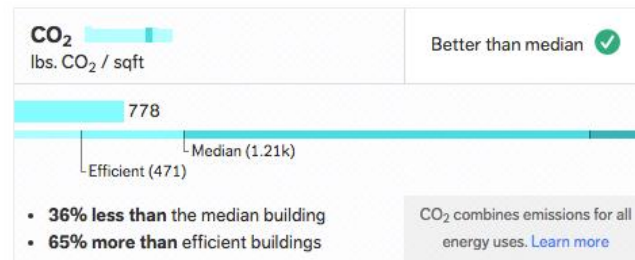 CO₂
lbs. CO₂ / sqft
Better than median
778
Median (1.21k)
Efficient (471)
• 36% less than the median building
• 65% more than efficient buildings
CO₂ combines emissions for all
energy uses. Learn more